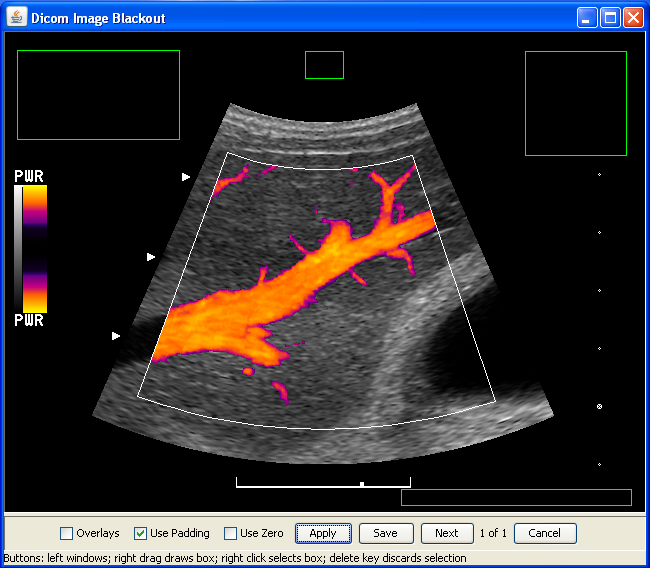 Dicom Image Blackout
PWR
PWR
Overlays Use Padding Use Zero Apply Save Next 1 of 1 Cancel
Buttons: left windows; right drag draws box; right click selects box; delete key discards selection